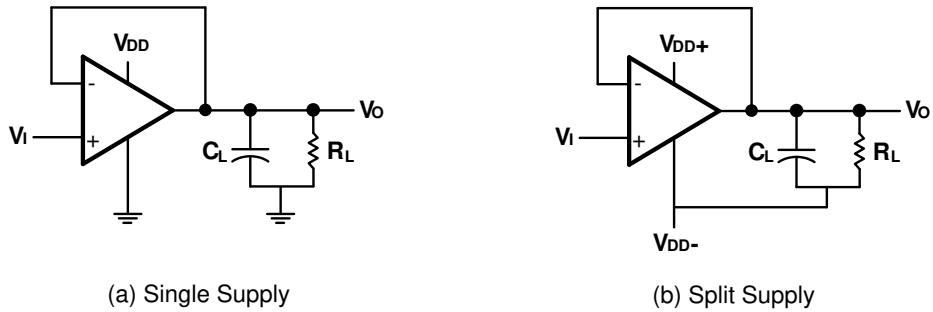 VDD
-
VI
+
VO
CL
RL
(a) Single Supply
VDD+
-
VI
+
VO
CL
RL
VDD-
(b) Split Supply